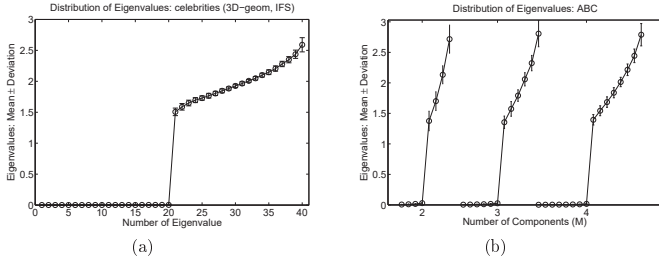 Distribution of Eigenvalues: celebrities (3D-geom, IFS)
Eigenvalues: Mean ± Deviation
3
2.5
2
1.5
1
0.5
0
0 5 10 15 20 25 30 35 40
Number of Eigenvalue
(a)
Distribution of Eigenvalues: ABC
Eigenvalues: Mean ± Deviation
3
2.5
2
1.5
1
0.5
0
2 3 4
Number of Components (M)
(b)